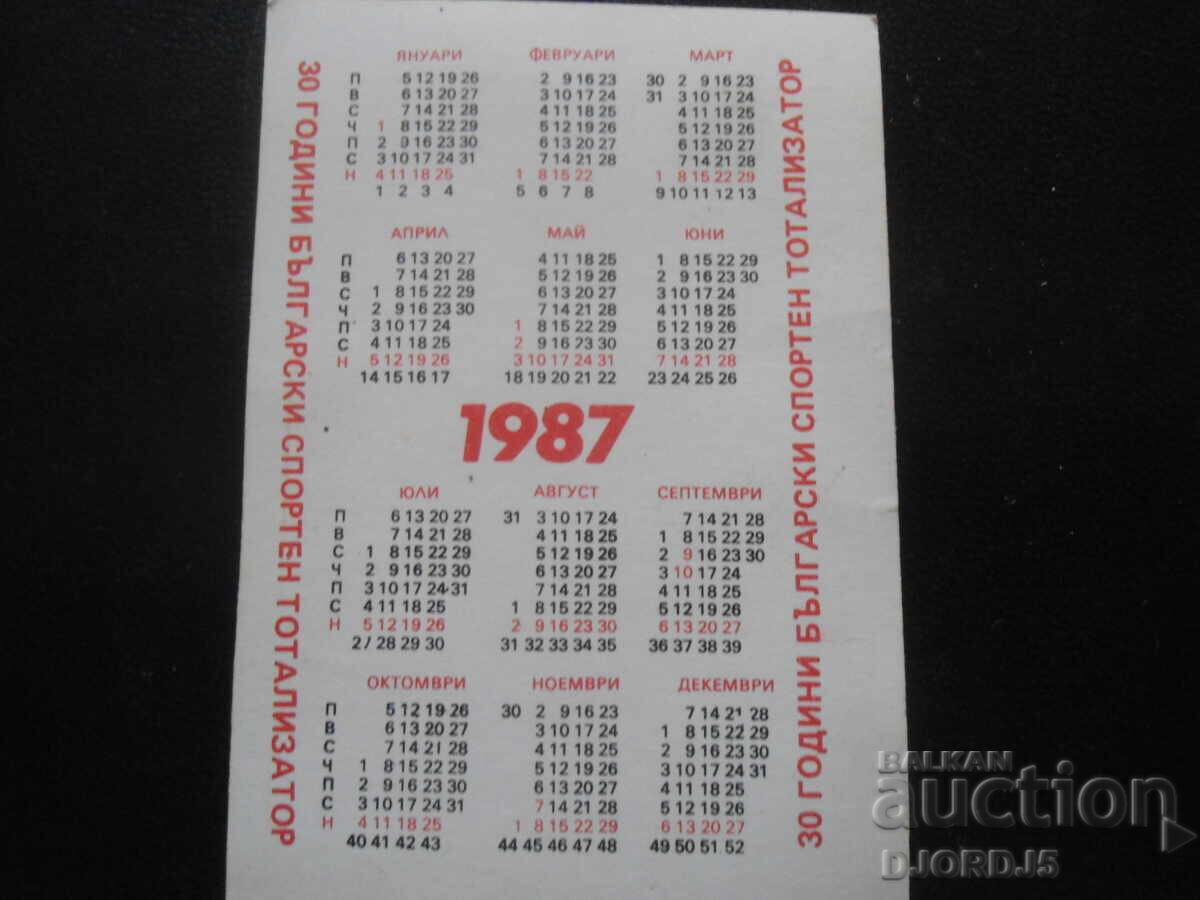 30 ГОДИНИ БЪЛГАРСКИ СПОРТЕН ТОТАЛИЗАТОР
ЯНУАРИ ФЕВРУАРИ МАРТ
П 5 12 19 26 2 9 16 23 30 2 9 16 23
В 6 13 20 27 3 10 17 24 31 3 10 17 24
С 7 14 21 28 4 11 18 25 4 11 18 25
Ч 1 8 15 22 29 5 12 19 26 5 12 19 26
П 2 9 16 23 30 6 13 20 27 6 13 20 27
С 3 10 17 24 31 7 14 21 28 7 14 21 28
Н 4 11 18 25 1 8 15 22 1 8 15 22 29
1 2 3 4 5 6 7 8 9 10 11 12 13
АПРИЛ МАЙ ЮНИ
П 6 13 20 27 4 11 18 25 1 8 15 22 29
В 7 14 21 28 5 12 19 26 2 9 16 23 30
С 1 8 15 22 29 6 13 20 27 3 10 17 24
Ч 2 9 16 23 30 7 14 21 28 4 11 18 25
П 3 10 17 24 1 8 15 22 29 5 12 19 26
С 4 11 18 25 2 9 16 23 30 6 13 20 27
Н 5 12 19 26 3 10 17 24 31 7 14 21 28
14 15 16 17 18 19 20 21 22 23 24 25 26
1987
ЮЛИ АВГУСТ СЕПТЕМВРИ
П 6 13 20 27 31 3 10 17 24 7 14 21 28
В 7 14 21 28 4 11 18 25 1 8 15 22 29
С 1 8 15 22 29 5 12 19 26 2 9 16 23 30
Ч 2 9 16 23 30 6 13 20 27 3 10 17 24
П 3 10 17 24 31 7 14 21 28 4 11 18 25
С 4 11 18 25 1 8 15 22 29 5 12 19 26
Н 5 12 19 26 2 9 16 23 30 6 13 20 27
27 28 29 30 31 32 33 34 35 36 37 38 39
ОКТОМВРИ НОЕМВРИ ДЕКЕМВРИ
П 5 12 19 26 30 2 9 16 23 7 14 21 28
В 6 13 20 27 3 10 17 24 1 8 15 22 29
С 7 14 21 28 4 11 18 25 2 9 16 23 30
Ч 1 8 15 22 29 5 12 19 26 3 10 17 24 31
П 2 9 16 23 30 6 13 20 27 4 11 18 25
С 3 10 17 24 31 7 14 21 28 5 12 19 26
Н 4 11 18 25 1 8 15 22 29 6 13 20 27
40 41 42 43 44 45 46 47 48 49 50 51 52
30 ГОДИНИ БЪЛГАРСКИ СПОРТЕН ТОТАЛИЗАТОР
BALKAN
auction
DJORDJ5